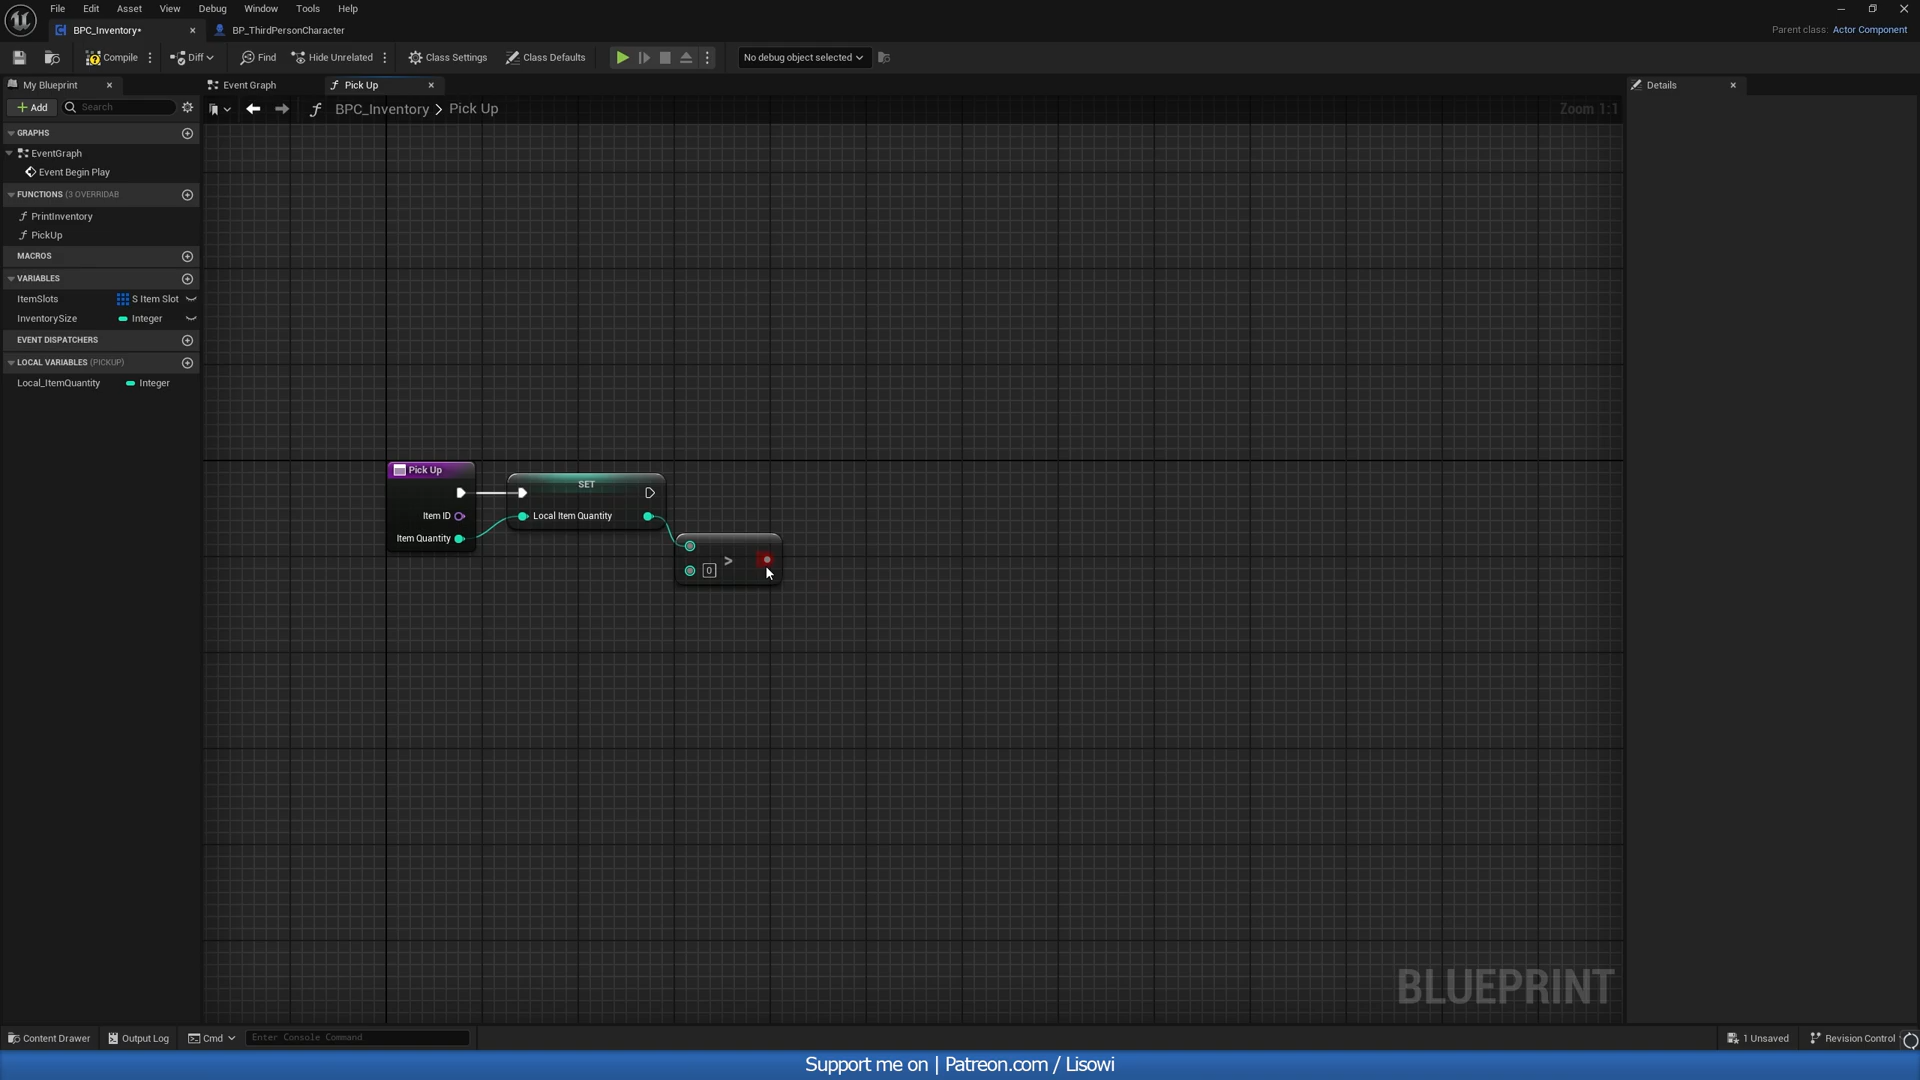 File Edit Asset View Debug Window Tools Help
BPC_Inventory*
BP_ThirdPersonCharacter
Parent class: Actor Component
Compile
Diff
Find
Hide Unrelated
Class Settings
Class Defaults
No debug object selected
My Blueprint
Event Graph
Pick Up
Details
Add
Search
BPC_Inventory > Pick Up
Zoom 1:1
GRAPHS
EventGraph
Event Begin Play
FUNCTIONS (3 OVERRIDAB
PrintInventory
PickUp
MACROS
VARIABLES
ItemSlots S Item Slot
InventorySize Integer
EVENT DISPATCHERS
LOCAL VARIABLES (PICKUP)
Local_ItemQuantity Integer
Pick Up
Item ID
Item Quantity
SET
Local Item Quantity
>
0
BLUEPRINT
Content Drawer
Output Log
Cmd
Enter Console Command
1 Unsaved
Revision Control
Support me on | Patreon.com / Lisowi